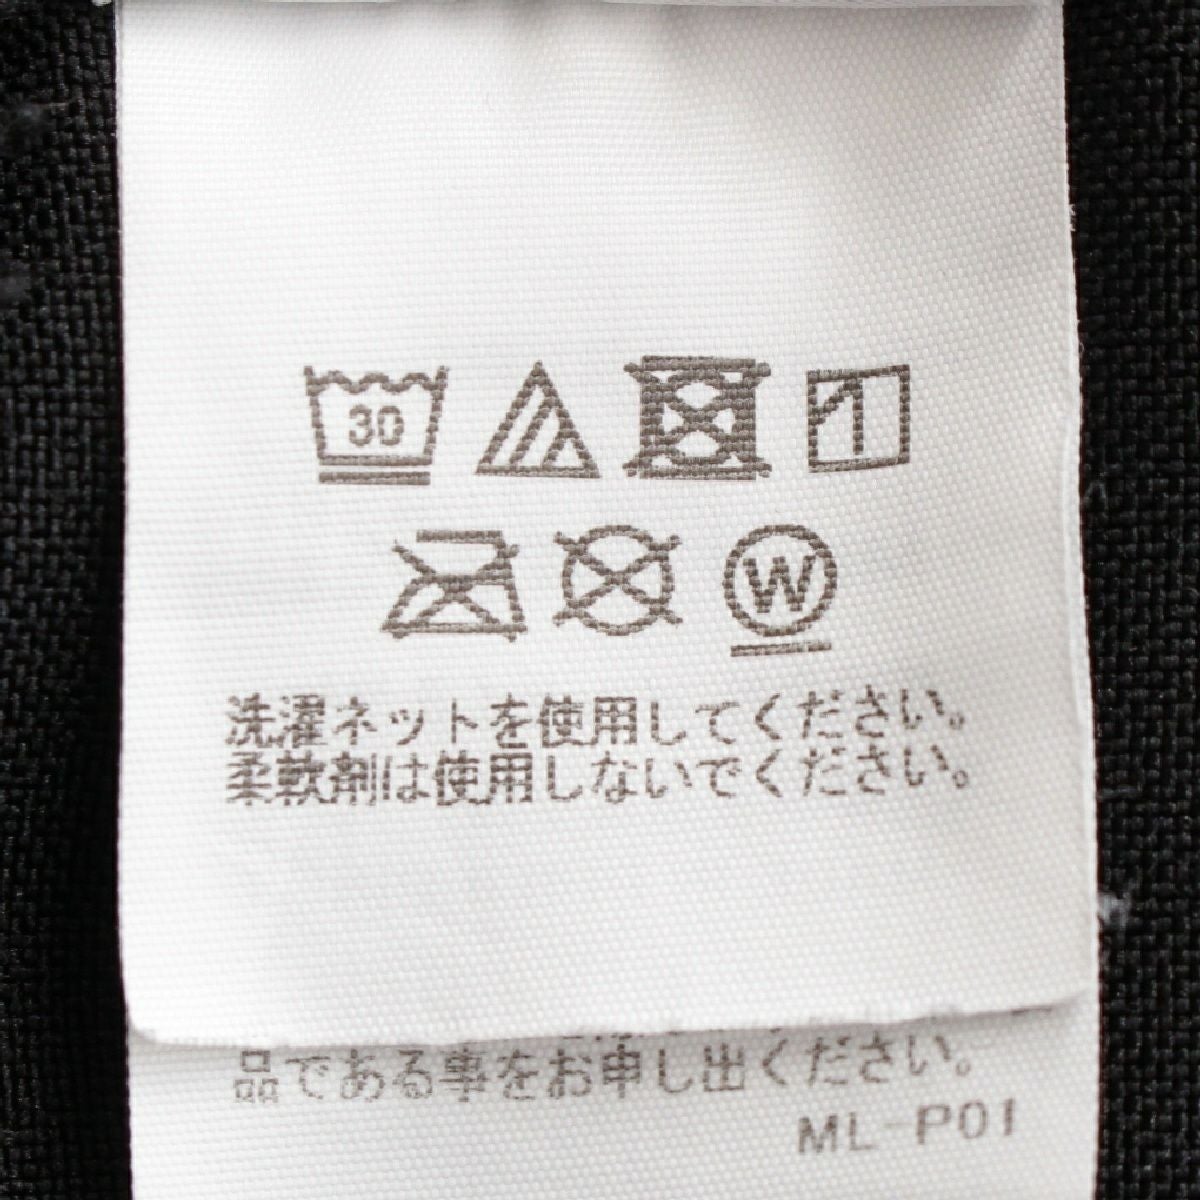 30
W
洗濯ネットを使用してください。
柔軟剤は使用しないでください。
品である事をお申し出ください。
ML-P01